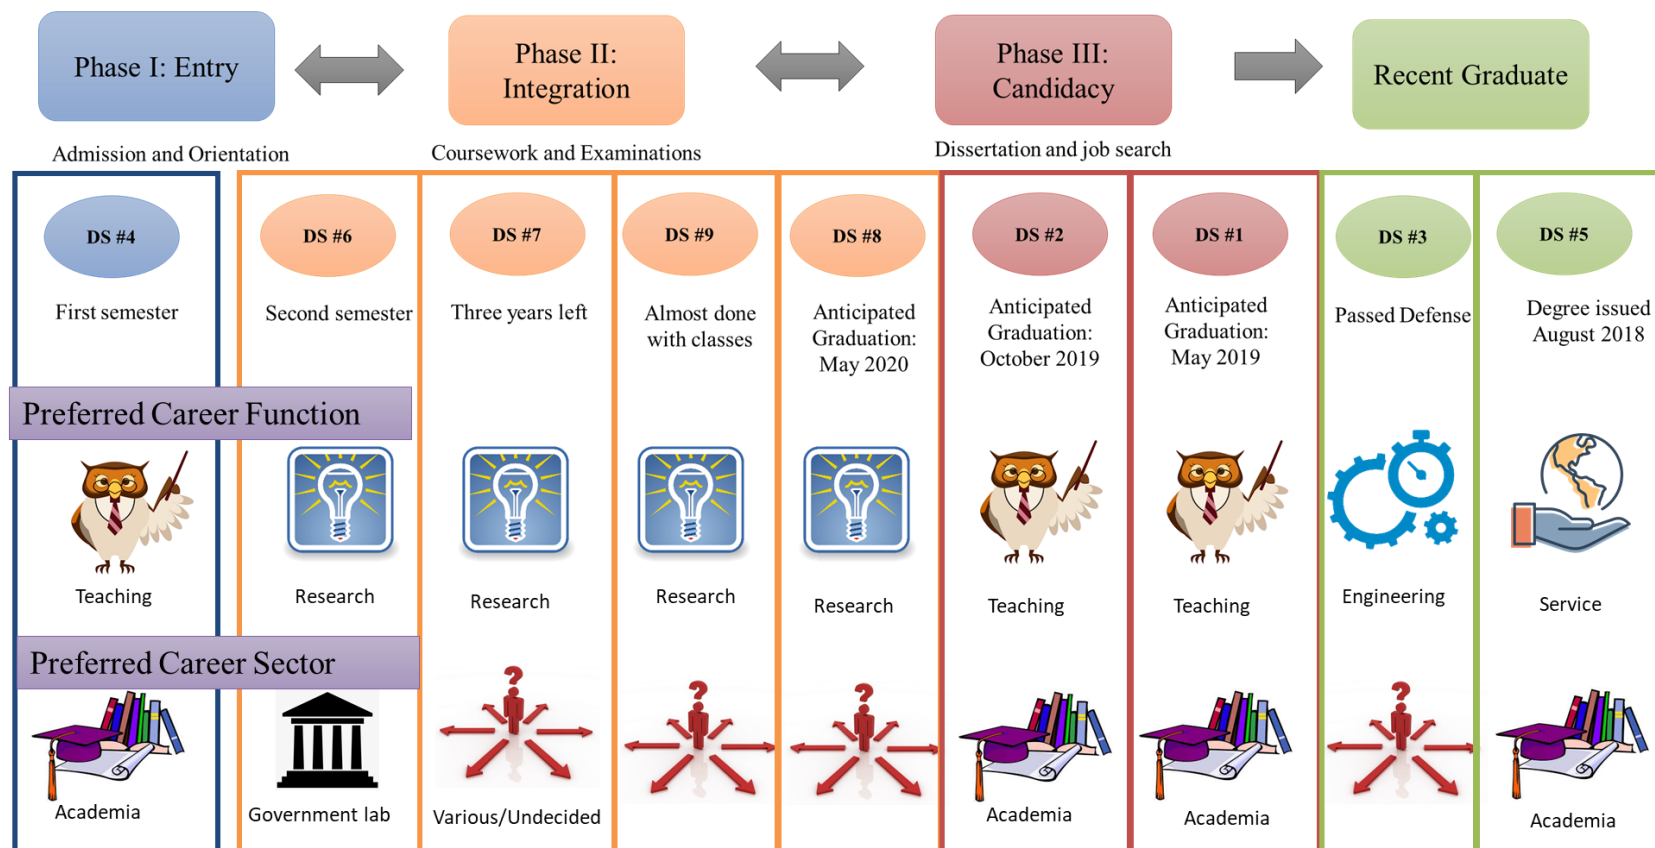 Phase I: Entry
Phase II:
Integration
Phase III:
Candidacy
Recent Graduate
Admission and Orientation
Coursework and Examinations
Dissertation and job search
DS #4
DS #6
DS #7
DS #9
DS #8
DS #2
DS #1
DS #3
DS #5
First semester
Second semester
Three years left
Almost done
with classes
Anticipated
Graduation:
May 2020
Anticipated
Graduation:
October 2019
Anticipated
Graduation:
May 2019
Passed Defense
Degree issued
August 2018
Preferred Career Function
Teaching
Research
Research
Research
Research
Teaching
Teaching
Engineering
Service
Preferred Career Sector
?
?
?
?
Academia
Government lab
Various/Undecided
Academia
Academia
Academia